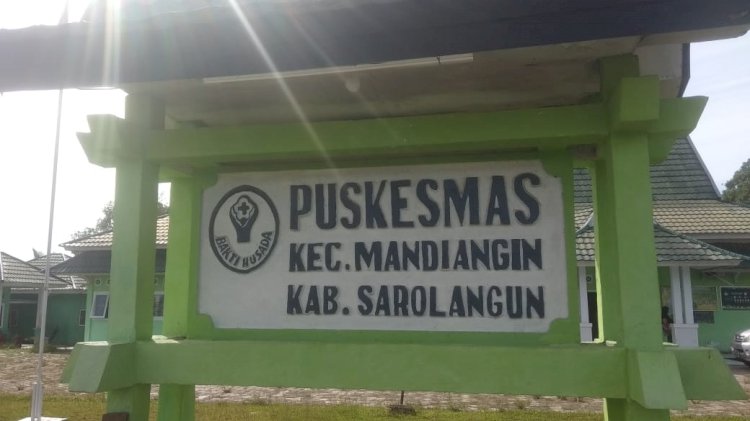 PUSKESMAS
KEC. MANDIANGIN
KAB. SAROLANGUN
BAKTI HUSADA